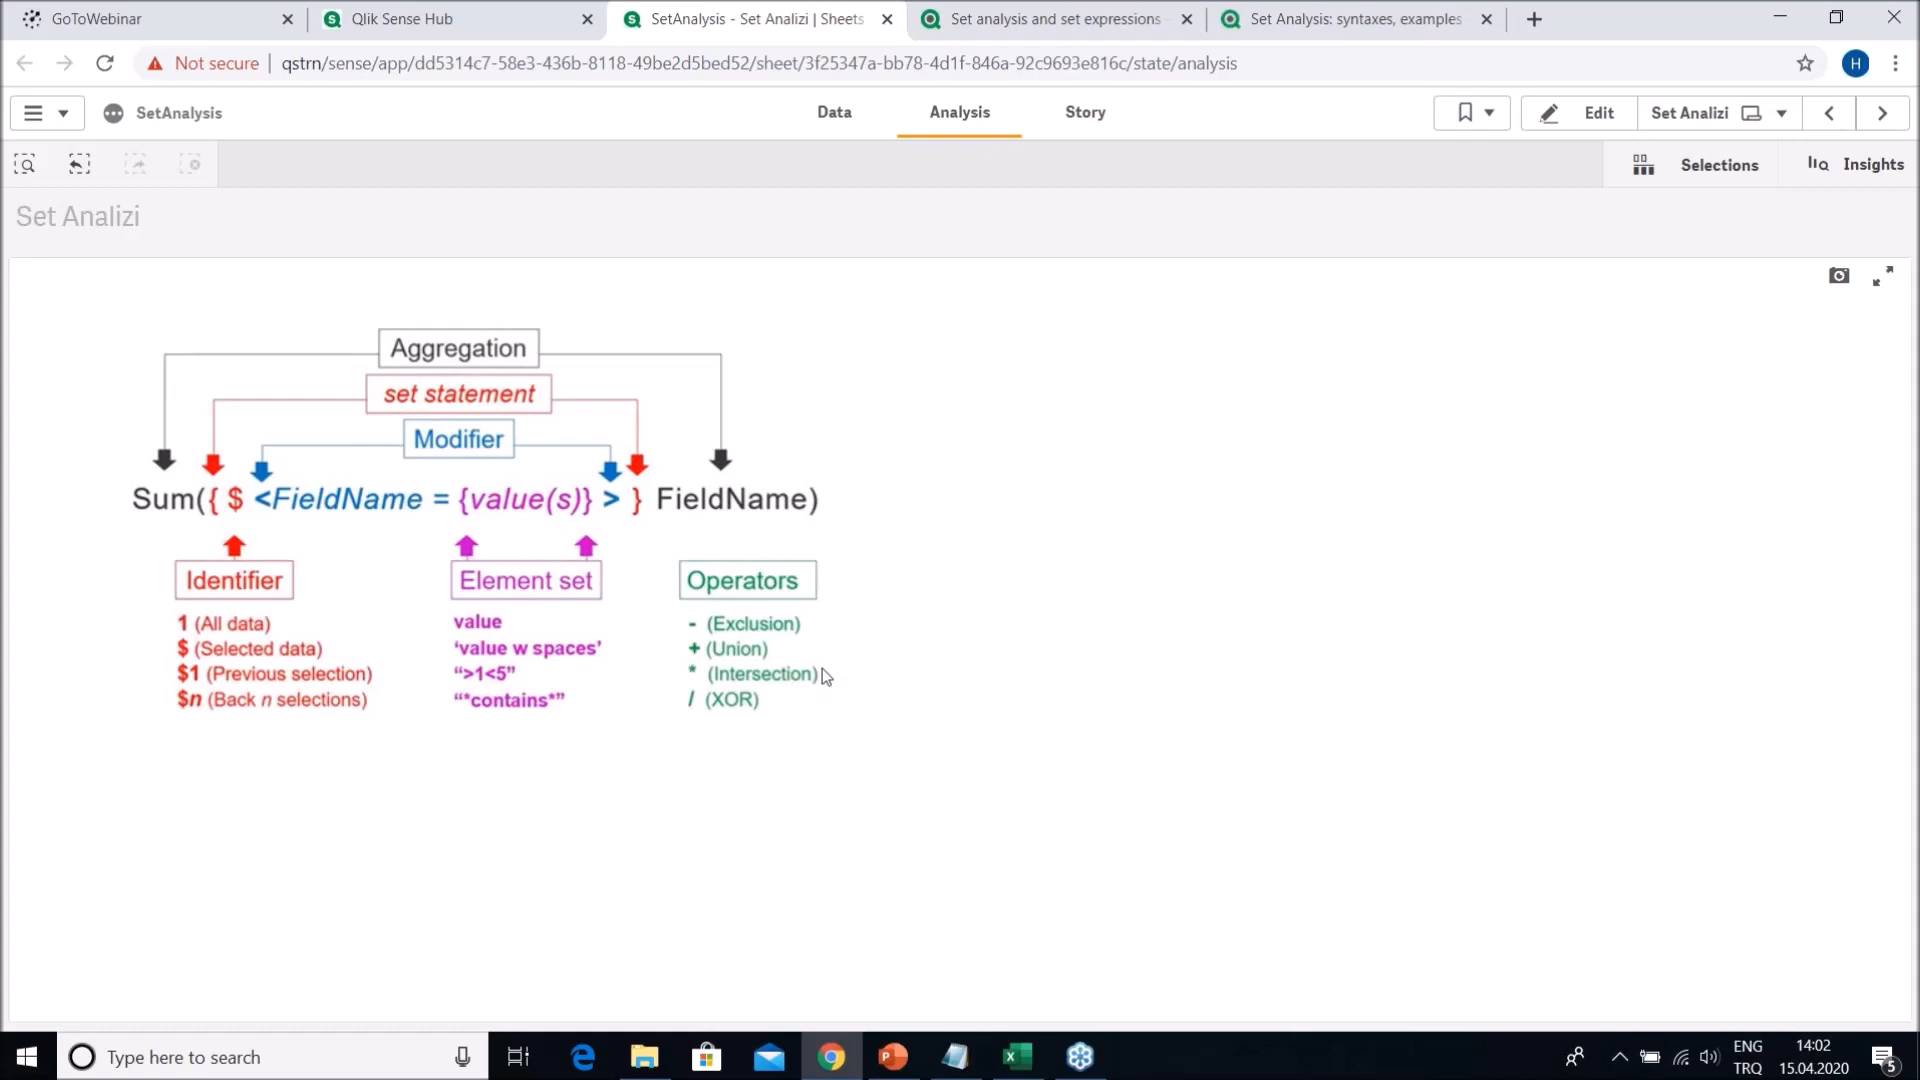 GoToWebinar
Qlik Sense Hub
SetAnalysis - Set Analizi | Sheets
Set analysis and set expressions
Set Analysis: syntaxes, examples
Not secure | qstrn/sense/app/dd5314c7-58e3-436b-8118-49be2d5bed52/sheet/3f25347a-bb78-4d1f-846a-92c9693e816c/state/analysis
H
SetAnalysis
Data
Analysis
Story
Edit
Set Analizi
Selections
Insights
Set Analizi
Aggregation
set statement
Modifier
Sum({ $ <FieldName = {value(s)} > } FieldName)
Identifier
1 (All data)
$ (Selected data)
$1 (Previous selection)
$n (Back n selections)
Element set
value
‘value w spaces’
“>1<5”
“*contains*”
Operators
- (Exclusion)
+ (Union)
* (Intersection)
/ (XOR)
Type here to search
ENG
TRQ
14:02
15.04.2020
5